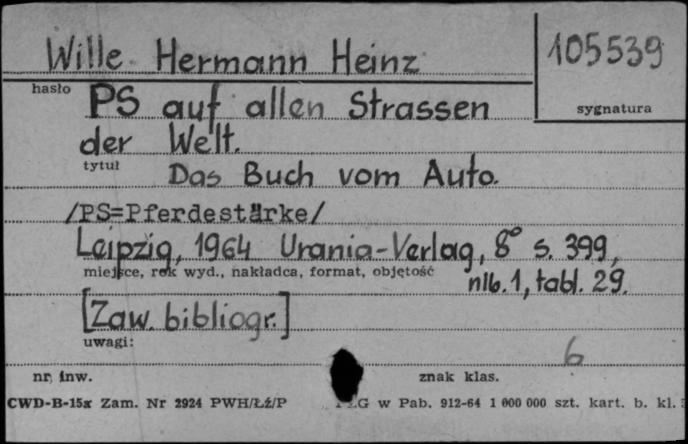 Wille Hermann Heinz
105539
hasło
PS auf allen Strassen
sygnatura
der Welt.
tytuł
Das Buch vom Auto.
/PS=Pferdestärke/
Leipzig, 1964 Urania-Verlag, 8° s. 399,
miejsce, rok wyd., nakładca, format, objętość
nlb. 1, tabl. 29.
[Zaw. bibliogr.]
uwagi:
6
nr. inw.
znak klas.
CWD-B-15x Zam. Nr 2924 PWH/Łż/P
w Pab. 912-64 1 000 000 szt. kart. b. kl.